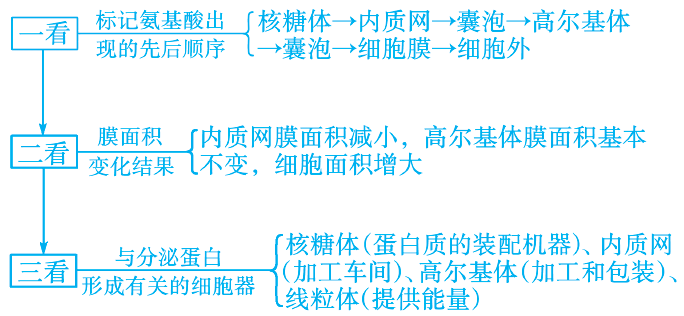 一看
标记氨基酸出
现的先后顺序
核糖体→内质网→囊泡→高尔基体
→囊泡→细胞膜→细胞外
二看
膜面积
变化结果
内质网膜面积减小，高尔基体膜面积基本
不变，细胞面积增大
三看
与分泌蛋白
形成有关的细胞器
核糖体(蛋白质的装配机器)、内质网
(加工车间)、高尔基体(加工和包装)、
线粒体(提供能量)